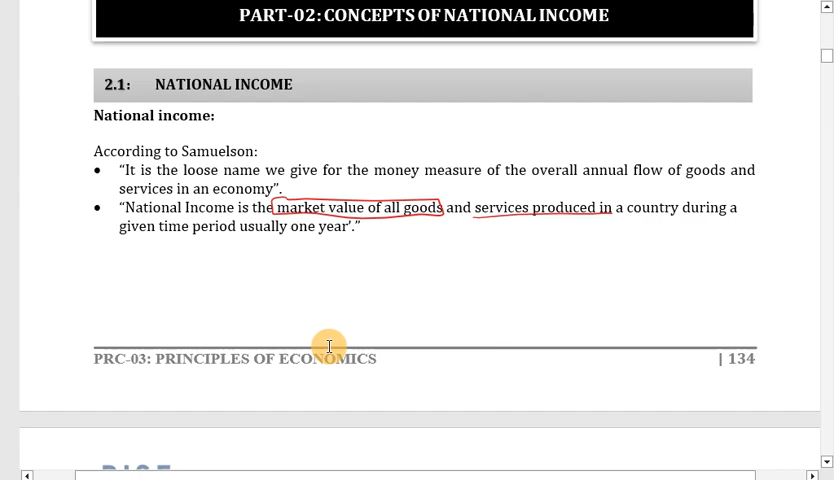 PART-02: CONCEPTS OF NATIONAL INCOME
2.1: NATIONAL INCOME
National income:
According to Samuelson:
• “It is the loose name we give for the money measure of the overall annual flow of goods and
services in an economy”.
• “National Income is the market value of all goods and services produced in a country during a
given time period usually one year'.”
PRC-03: PRINCIPLES OF ECONOMICS | 134